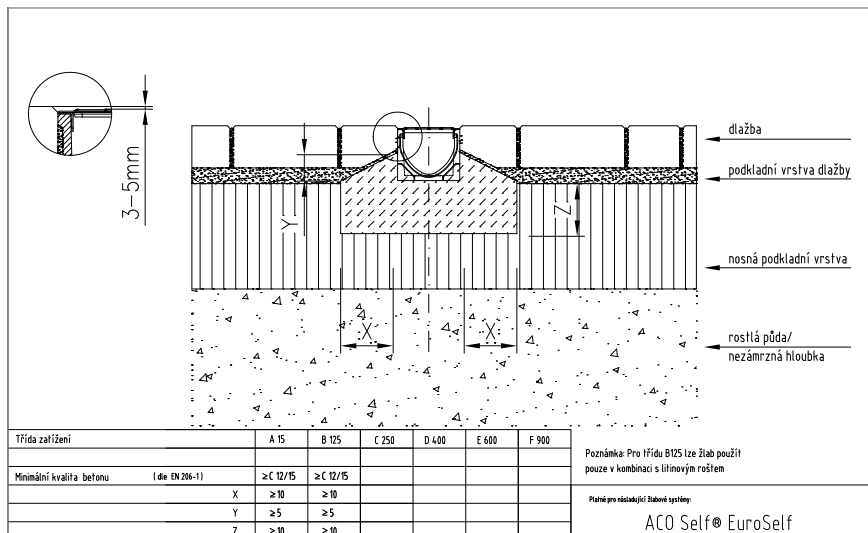 3-5mm
Y
Z
X
X
dlažba
podkladní vrstva dlažby
nosná podkladní vrstva
rostlá půda/
nezámrzná hloubka
Třída zatížení A 15 B 125 C 250 D 400 E 600 F 900
Minimální kvalita betonu (dle EN 206-1) ≥C 12/15 ≥C 12/15
X ≥10 ≥10
Y ≥5 ≥5
Z ≥10 ≥10
Poznámka: Pro třídu B125 lze žlab použít
pouze v kombinaci s litinovým roštem
Platné pro následující žlabové systémy:
ACO Self® EuroSelf